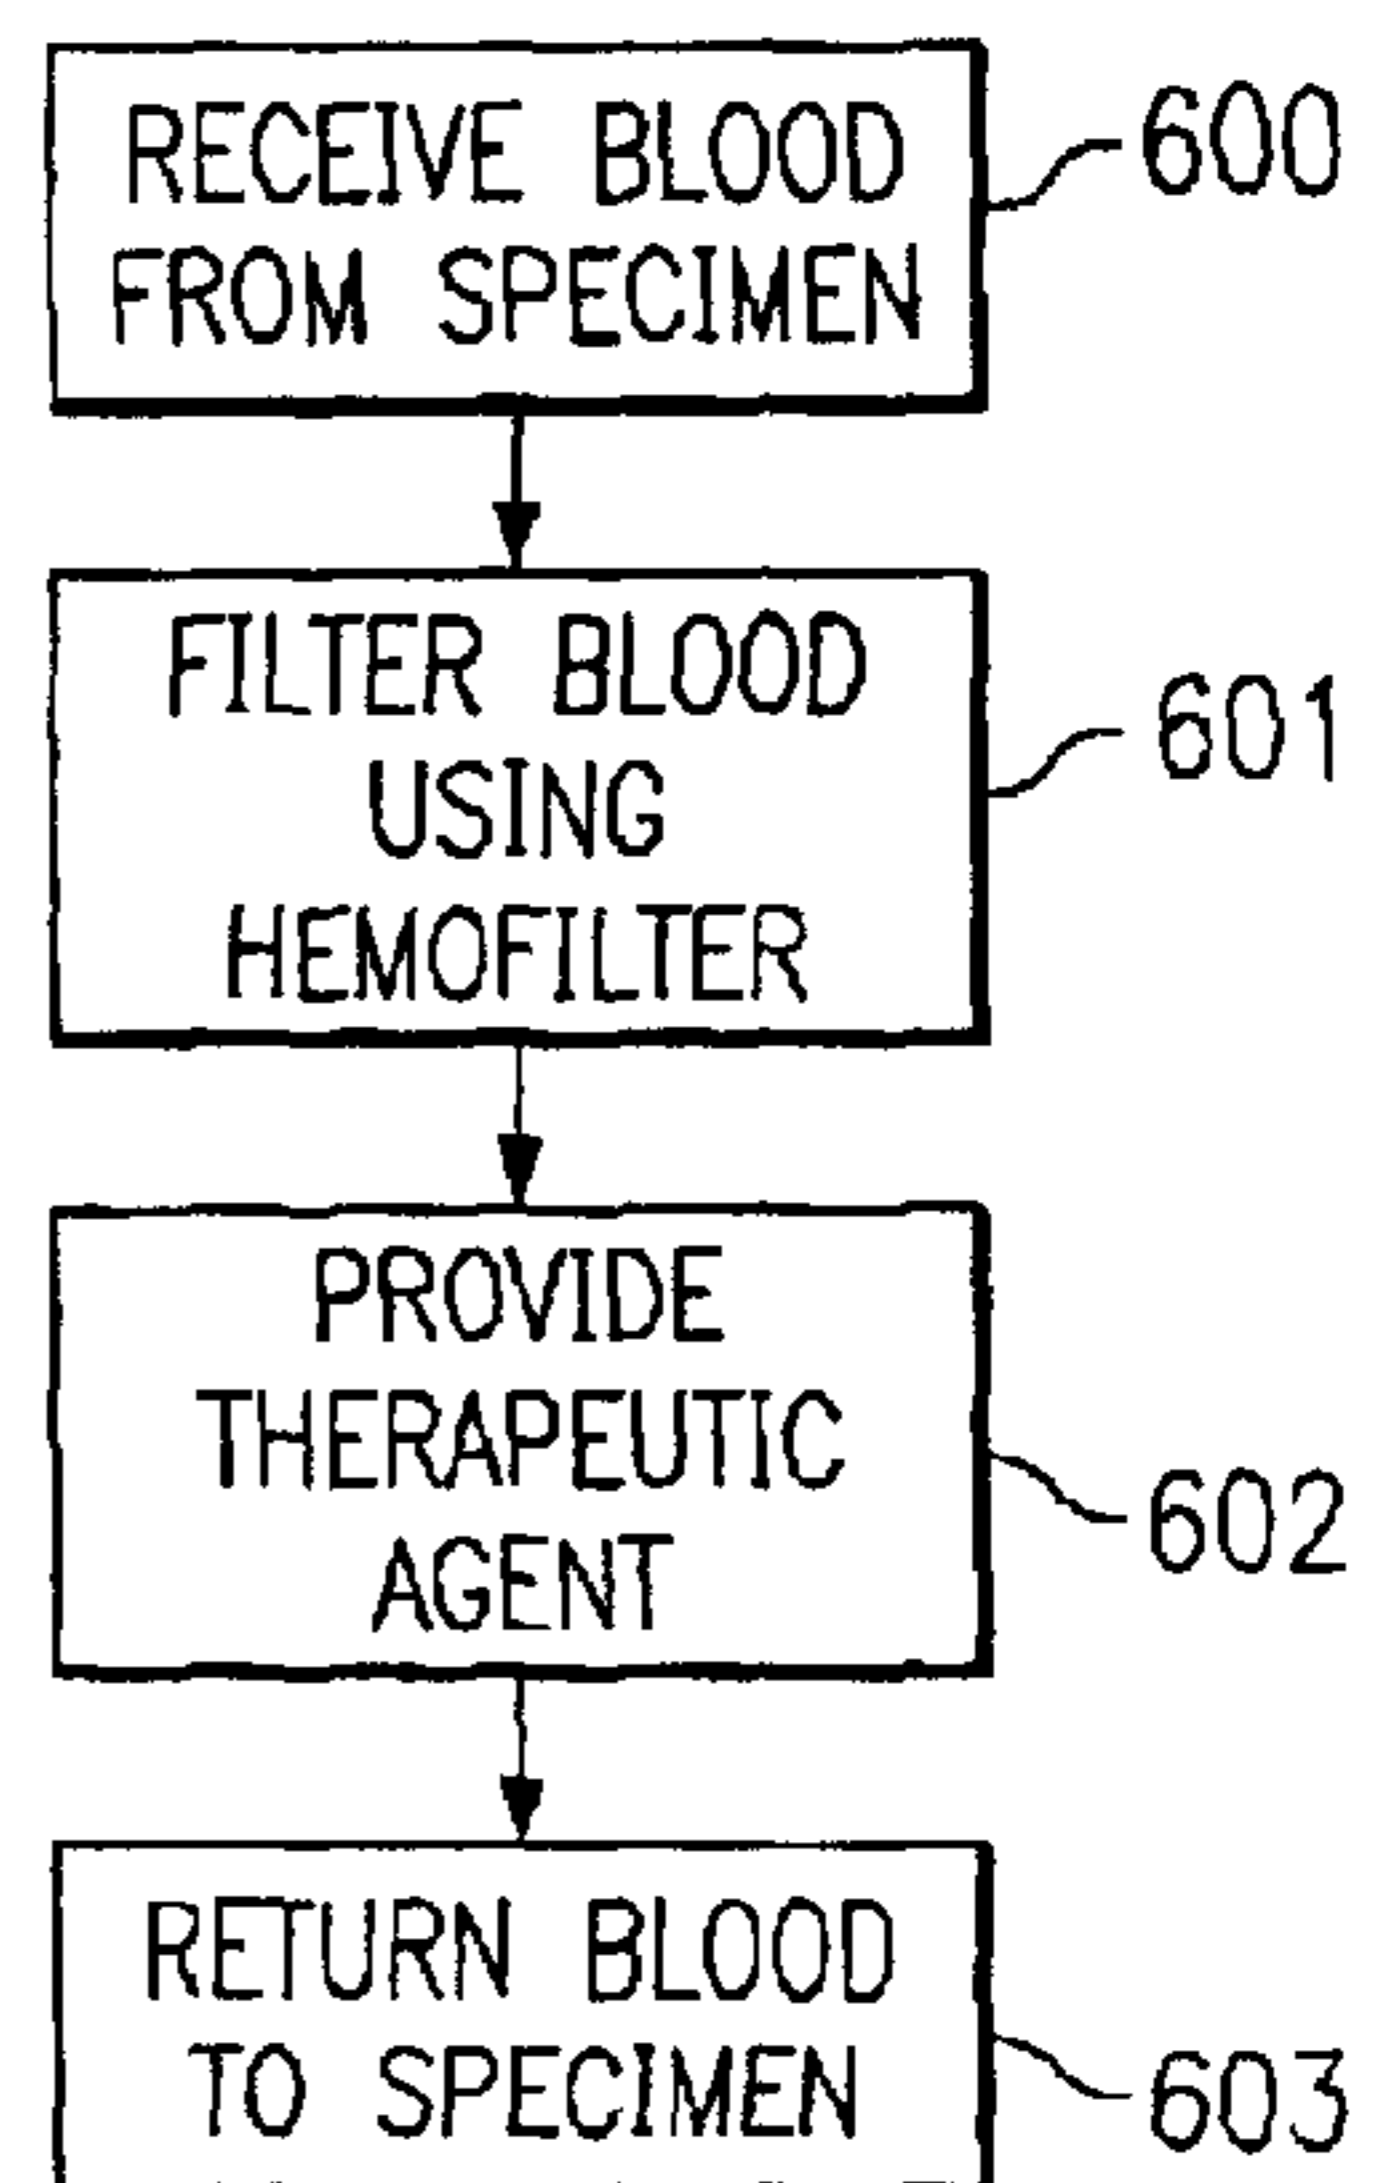 RECEIVE BLOOD
FROM SPECIMEN
600
FILTER BLOOD
USING
HEMOFILTER
601
PROVIDE
THERAPEUTIC
AGENT
602
RETURN BLOOD
TO SPECIMEN
603